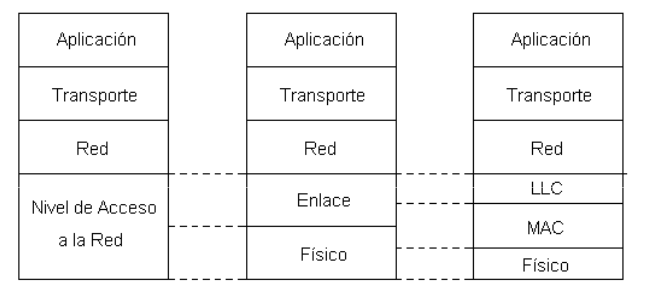 Aplicación
Transporte
Red
Nivel de Acceso
a la Red
Aplicación
Transporte
Red
Enlace
Físico
Aplicación
Transporte
Red
LLC
MAC
Físico